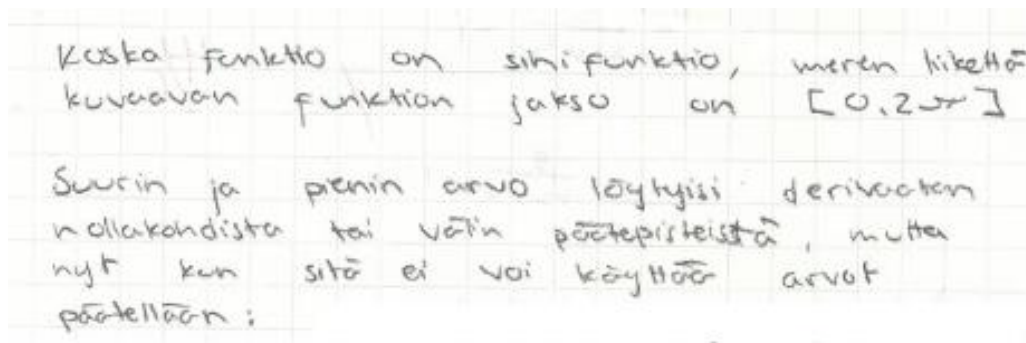 Koska funktio on sinifunktio, meren liikettä
kuvaavan funktion jakso on [0,2π]
Suurin ja pienin arvo löytyisi derivaatan
nollakohdista tai välin päätepisteistä, mutta
nyt kun sitä ei voi käyttää arvot
päätellään: